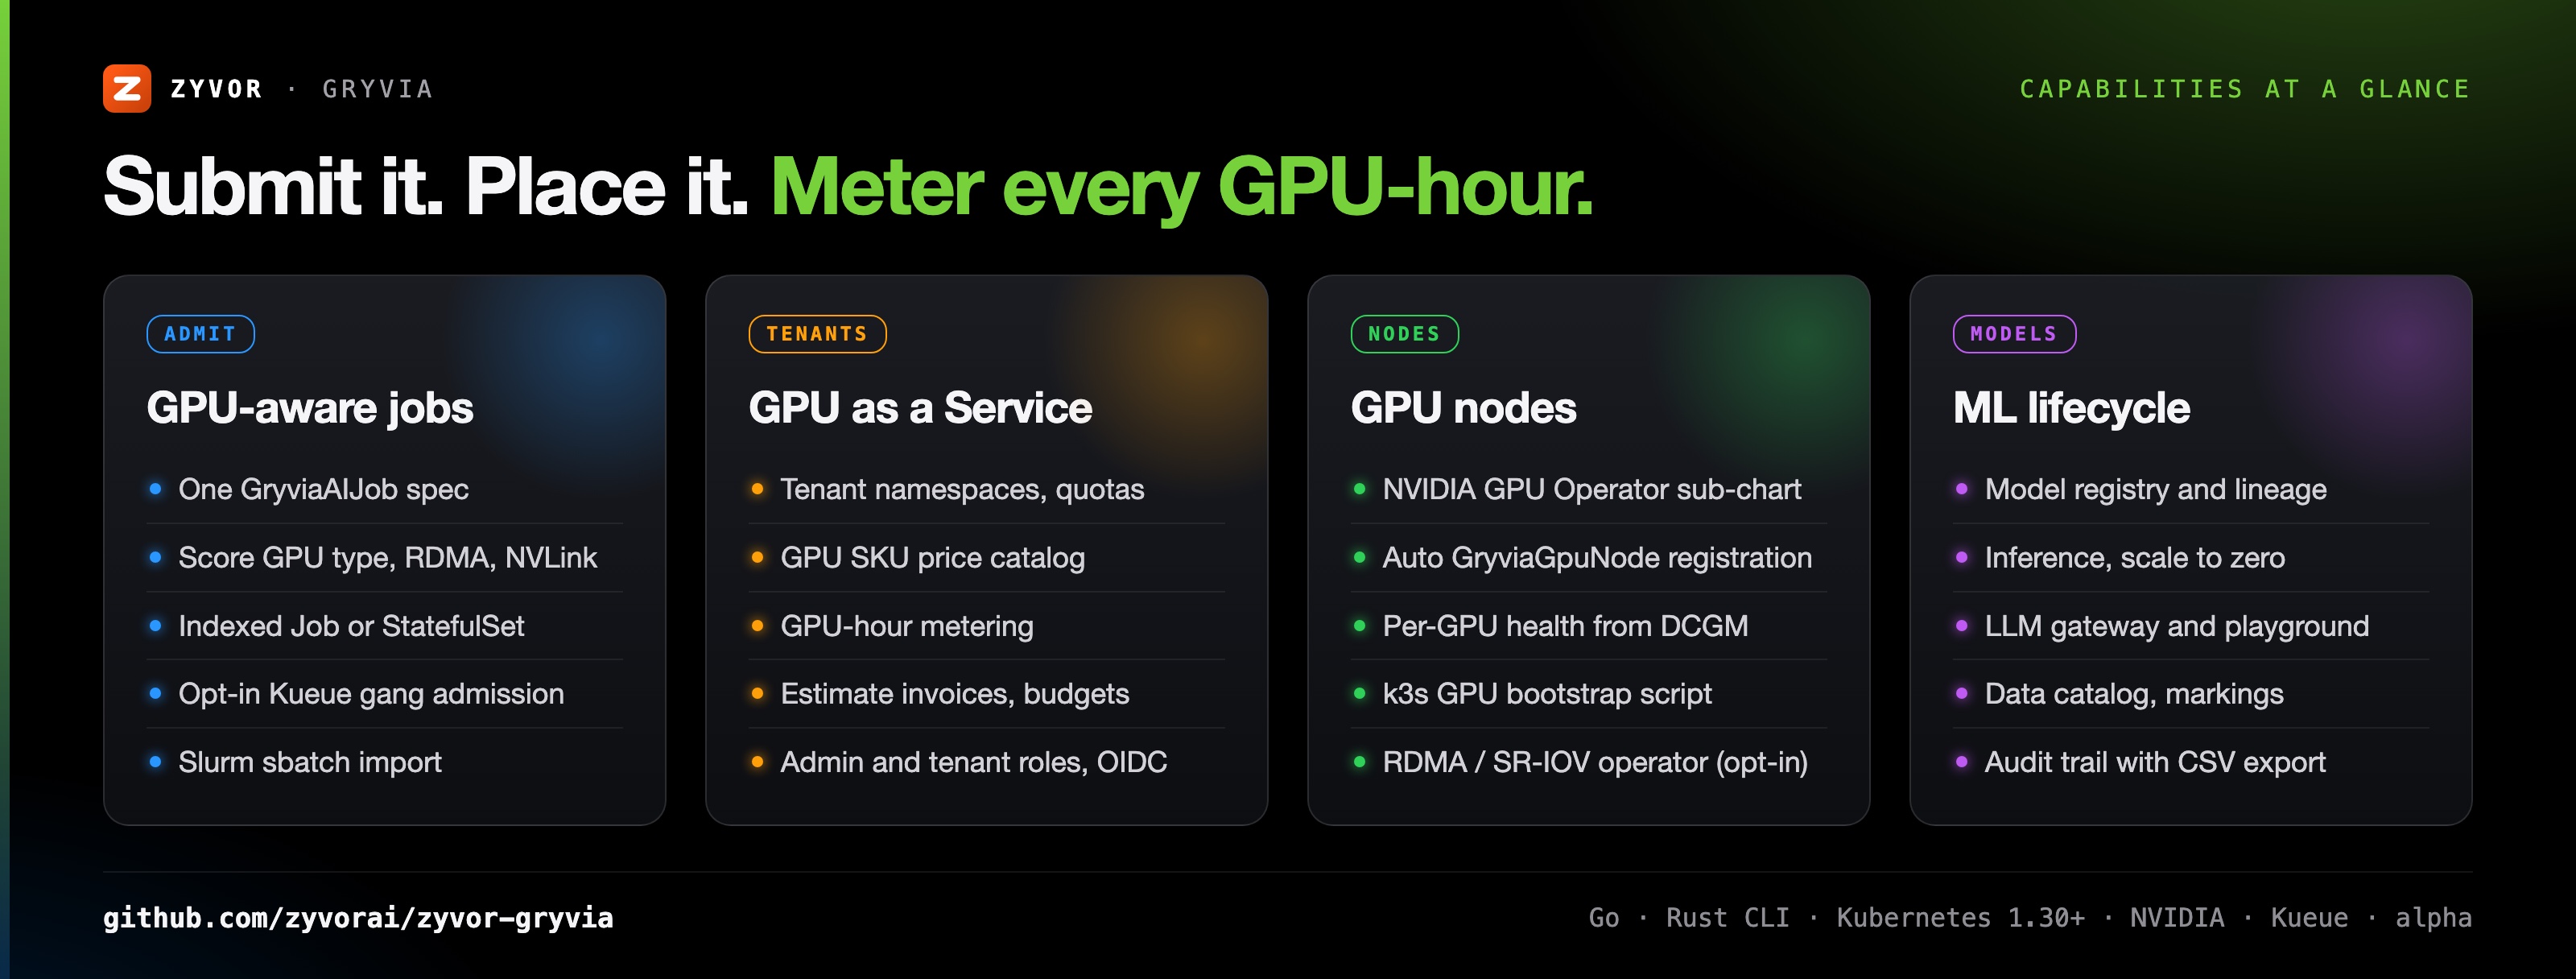 ZYVOR · GRYVIA
CAPABILITIES AT A GLANCE
Submit it. Place it. Meter every GPU-hour.
ADMIT
GPU-aware jobs
One GryviaAIJob spec
Score GPU type, RDMA, NVLink
Indexed Job or StatefulSet
Opt-in Kueue gang admission
Slurm sbatch import
TENANTS
GPU as a Service
Tenant namespaces, quotas
GPU SKU price catalog
GPU-hour metering
Estimate invoices, budgets
Admin and tenant roles, OIDC
NODES
GPU nodes
NVIDIA GPU Operator sub-chart
Auto GryviaGpuNode registration
Per-GPU health from DCGM
k3s GPU bootstrap script
RDMA / SR-IOV operator (opt-in)
MODELS
ML lifecycle
Model registry and lineage
Inference, scale to zero
LLM gateway and playground
Data catalog, markings
Audit trail with CSV export
github.com/zyvorai/zyvor-gryvia
Go · Rust CLI · Kubernetes 1.30+ · NVIDIA · Kueue · alpha